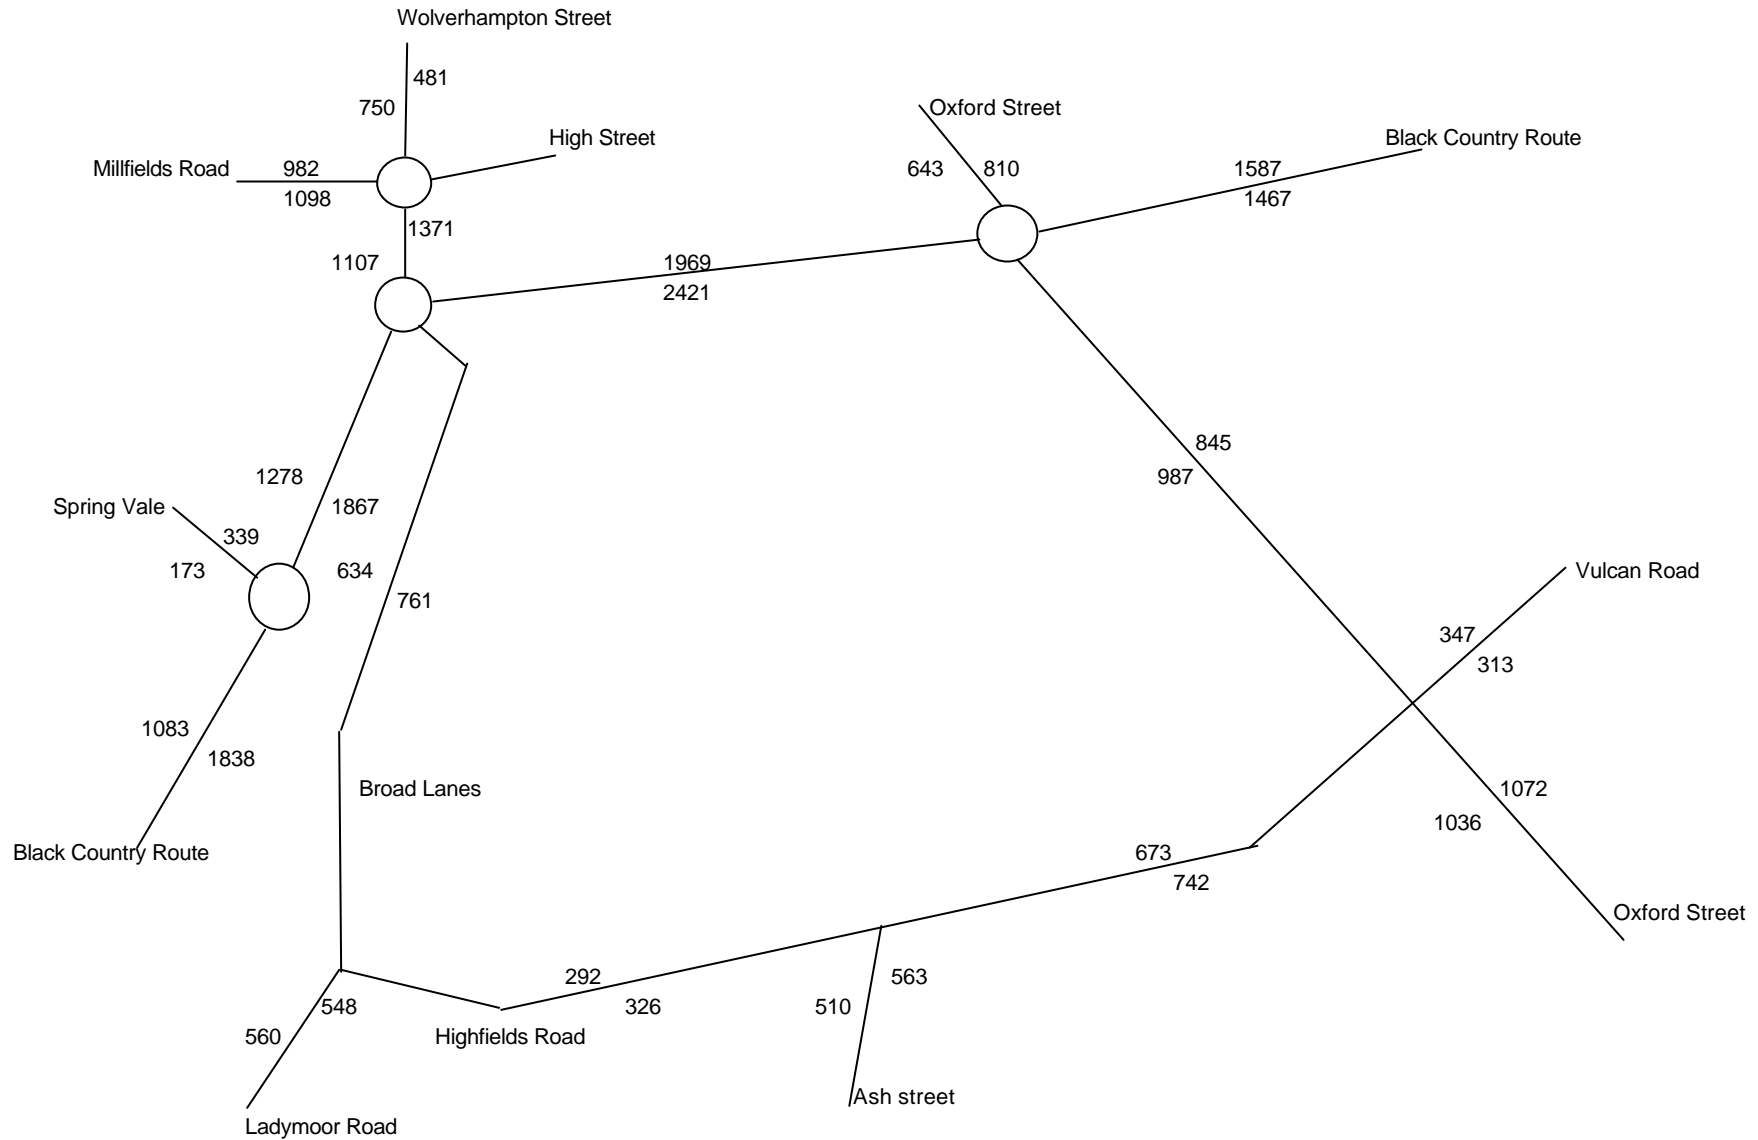 Wolverhampton Street
481
750
Oxford Street
High Street
Black Country Route
Millfields Road
982
643
810
1587
1098
1467
1371
1107
1969
2421
845
1278
987
Spring Vale
1867
339
173
634
Vulcan Road
761
347
313
1083
1838
Broad Lanes
1072
1036
Black Country Route
673
742
Oxford Street
292
563
548
326
510
560
Highfields Road
Ash street
Ladymoor Road